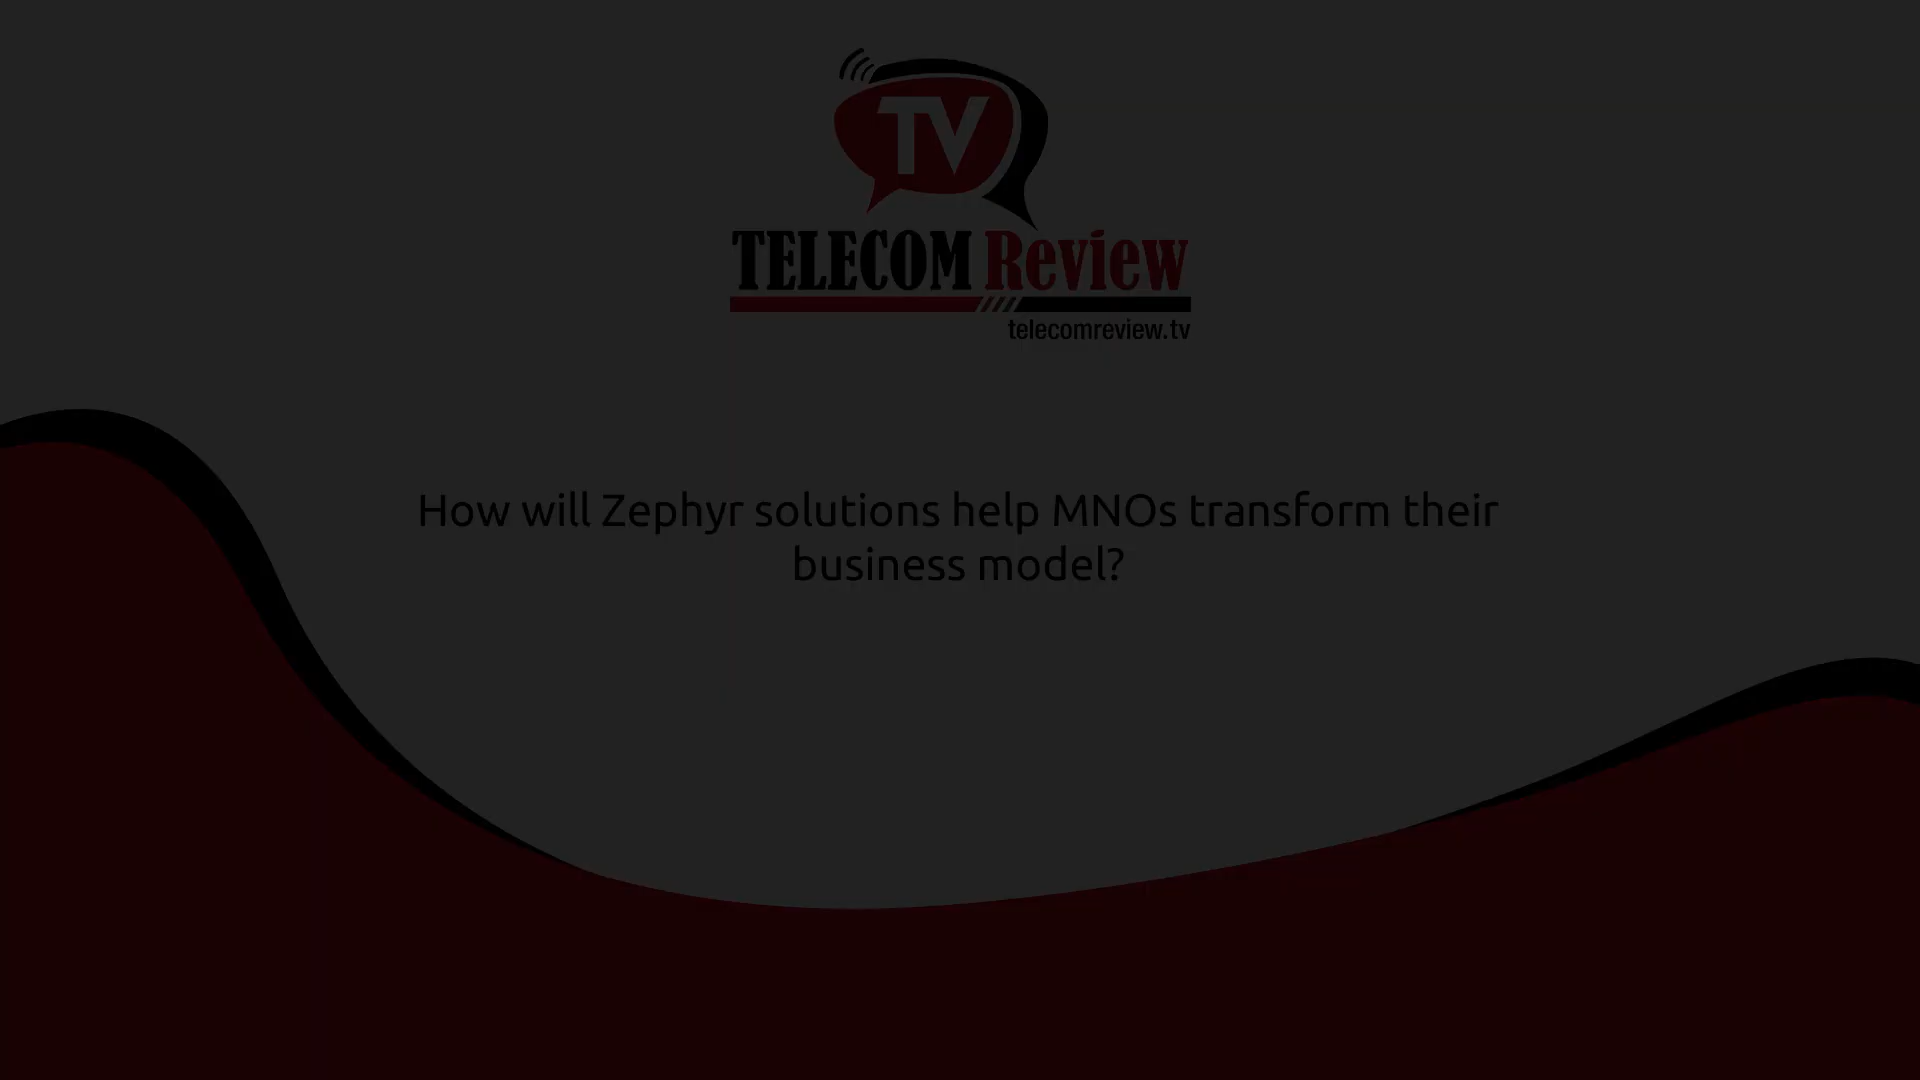 TV
TELECOM Review
telecomreview.tv
How will Zephyr solutions help MNOs transform their
business model?